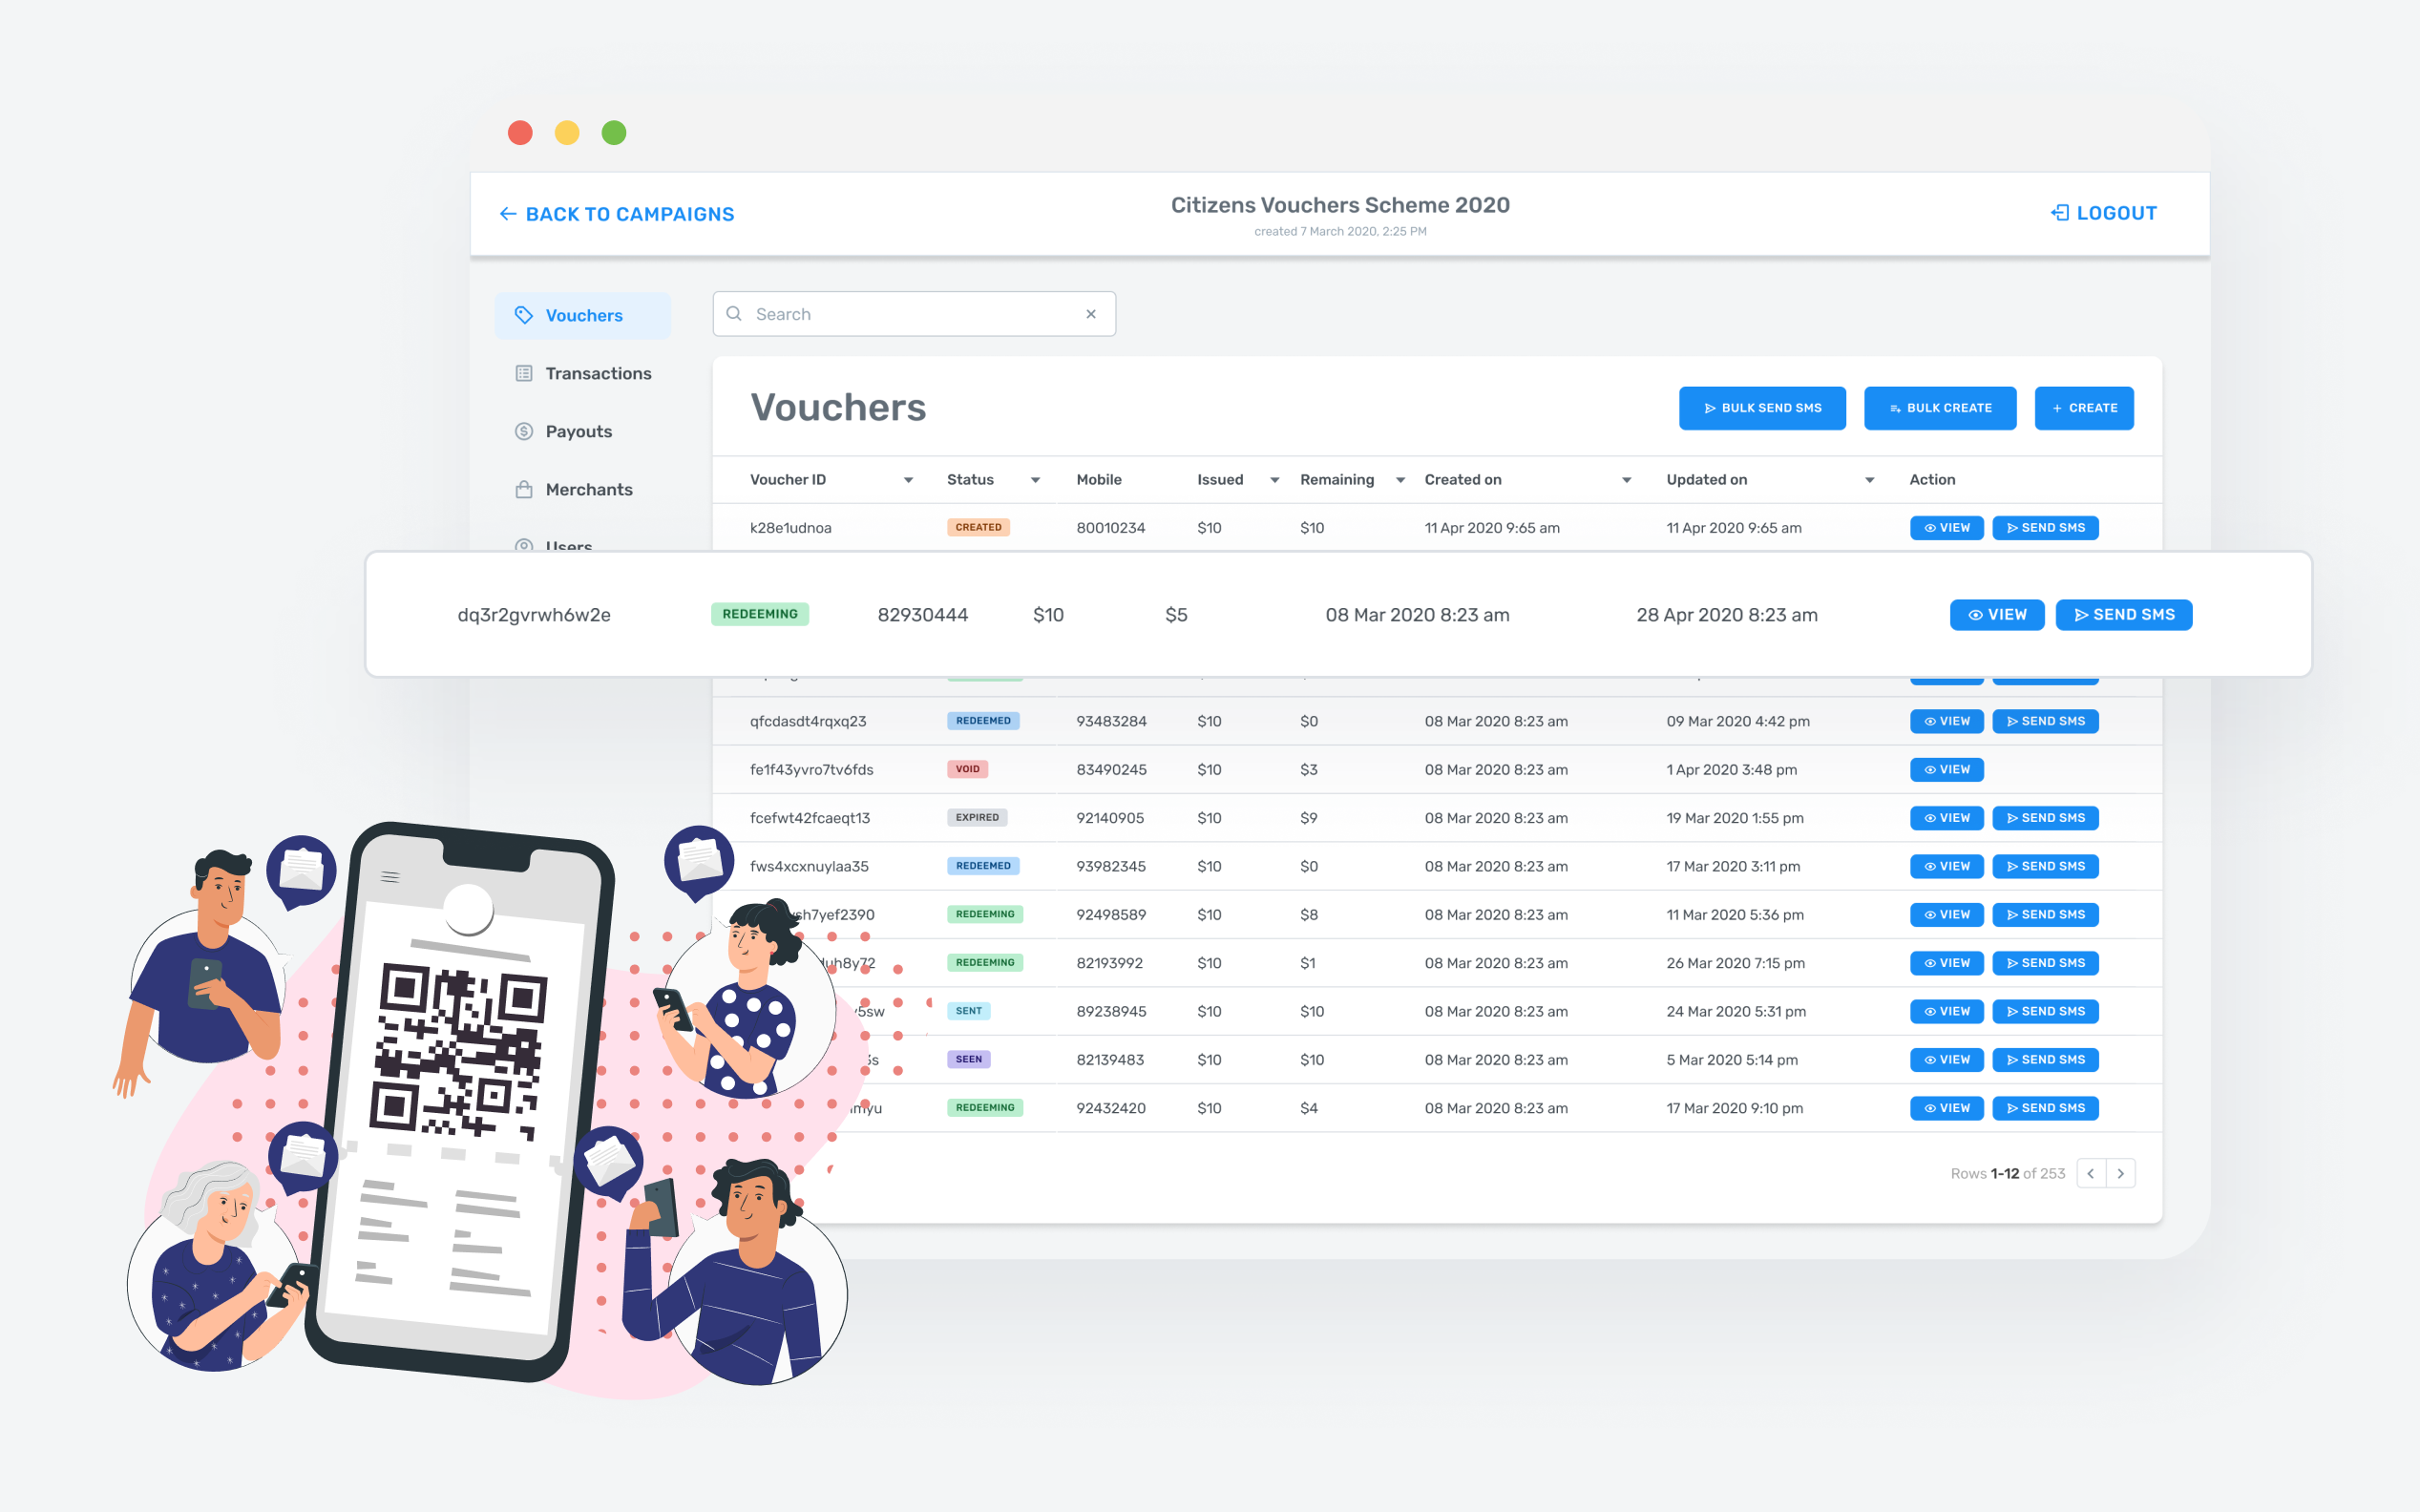 BACK TO CAMPAIGNS
Citizens Vouchers Scheme 2020
created 7 March 2020, 2:25 PM
LOGOUT
Vouchers
Transactions
Payouts
Merchants
Users
Search
Vouchers
BULK SEND SMS BULK CREATE CREATE
Voucher ID Status Mobile Issued Remaining Created on Updated on Action
k28e1udnoa CREATED 80010234 $10 $10 11 Apr 2020 9:65 am 11 Apr 2020 9:65 am VIEW SEND SMS
dq3r2gvrwh6w2e REDEEMING 82930444 $10 $5 08 Mar 2020 8:23 am 28 Apr 2020 8:23 am VIEW SEND SMS
qfcdasdt4rqxq23 REDEEMED 93483284 $10 $0 08 Mar 2020 8:23 am 09 Mar 2020 4:42 pm VIEW SEND SMS
fe1f43yvro7tv6fds VOID 83490245 $10 $3 08 Mar 2020 8:23 am 1 Apr 2020 3:48 pm VIEW
fcefwt42fcaeqt13 EXPIRED 92140905 $10 $9 08 Mar 2020 8:23 am 19 Mar 2020 1:55 pm VIEW SEND SMS
fws4xcxnuylaa35 REDEEMED 93982345 $10 $0 08 Mar 2020 8:23 am 17 Mar 2020 3:11 pm VIEW SEND SMS
sh7yef2390 REDEEMING 92498589 $10 $8 08 Mar 2020 8:23 am 11 Mar 2020 5:36 pm VIEW SEND SMS
uh8y72 REDEEMING 82193992 $10 $1 08 Mar 2020 8:23 am 26 Mar 2020 7:15 pm VIEW SEND SMS
5sw SENT 89238945 $10 $10 08 Mar 2020 8:23 am 24 Mar 2020 5:31 pm VIEW SEND SMS
SEEN 82139483 $10 $10 08 Mar 2020 8:23 am 5 Mar 2020 5:14 pm VIEW SEND SMS
myu REDEEMING 92432420 $10 $4 08 Mar 2020 8:23 am 17 Mar 2020 9:10 pm VIEW SEND SMS
Rows 1-12 of 253